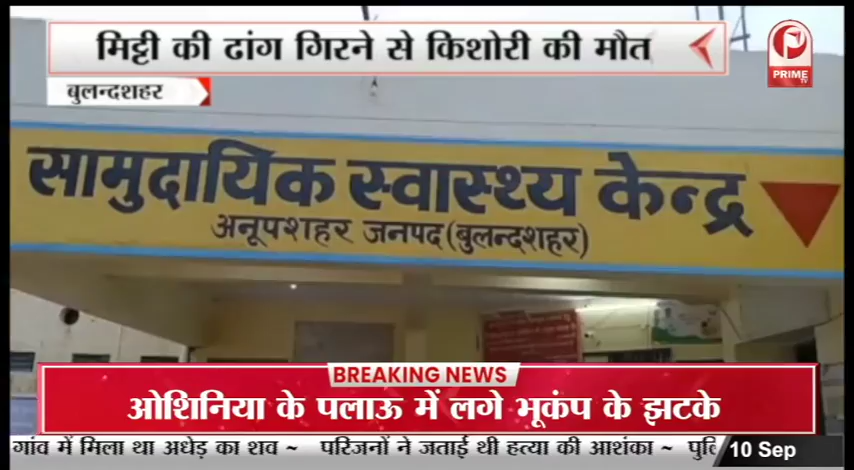 मिट्टी की ढांग गिरने से किशोरी की मौत
PRIME TV
बुलन्दशहर
सामुदायिक स्वास्थ्य केन्द्र
अनूपशहर जनपद(बुलन्दशहर)
BREAKING NEWS
ओशिनिया के पलाऊ में लगे भूकंप के झटके
गांव में मिला था अधेड़ का शव ~ परिजनों ने जताई थी हत्या की आशंका ~
10 Sep